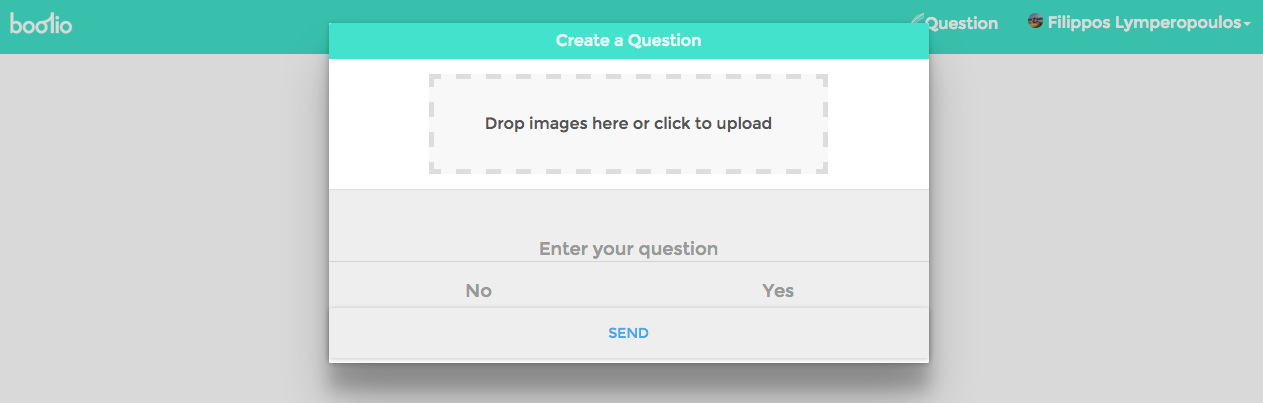 boolio
Question
Filippos Lymperopoulos
Create a Question
Drop images here or click to upload
Enter your question
No Yes
SEND